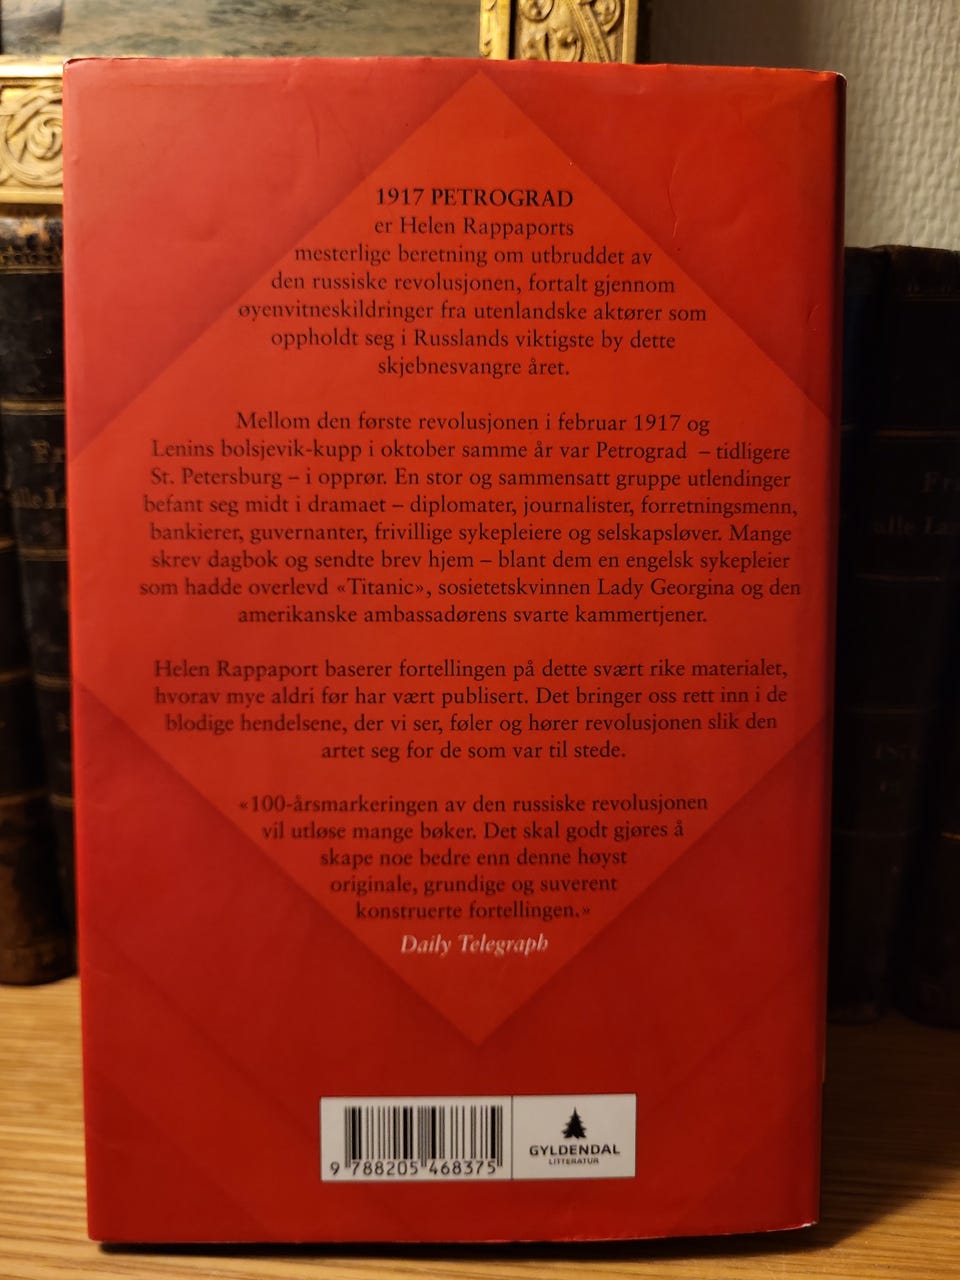 1917 PETROGRAD
er Helen Rappaports
mesterlige beretning om utbruddet av
den russiske revolusjonen, fortalt gjennom
øyenvitneskildringer fra utenlandske aktører som
oppholdt seg i Russlands viktigste by dette
skjebnesvangre året.
Mellom den første revolusjonen i februar 1917 og
Lenins bolsjevik-kupp i oktober samme år var Petrograd – tidligere
St. Petersburg – i opprør. En stor og sammensatt gruppe utlendinger
befant seg midt i dramaet – diplomater, journalister, forretningsmenn,
bankierer, guvernanter, frivillige sykepleiere og selskapsløver. Mange
skrev dagbok og sendte brev hjem – blant dem en engelsk sykepleier
som hadde overlevd «Titanic», sosietetskvinnen Lady Georgina og den
amerikanske ambassadørens svarte kammertjener.
Helen Rappaport baserer fortellingen på dette svært rike materialet,
hvorav mye aldri før har vært publisert. Det bringer oss rett inn i de
blodige hendelsene, der vi ser, føler og hører revolusjonen slik den
artet seg for de som var til stede.
«100-årsmarkeringen av den russiske revolusjonen
vil utløse mange bøker. Det skal godt gjøres å
skape noe bedre enn denne høyst
originale, grundige og suverent
konstruerte fortellingen.»
Daily Telegraph
9 788205 468375
GYLDENDAL
LITTERATUR